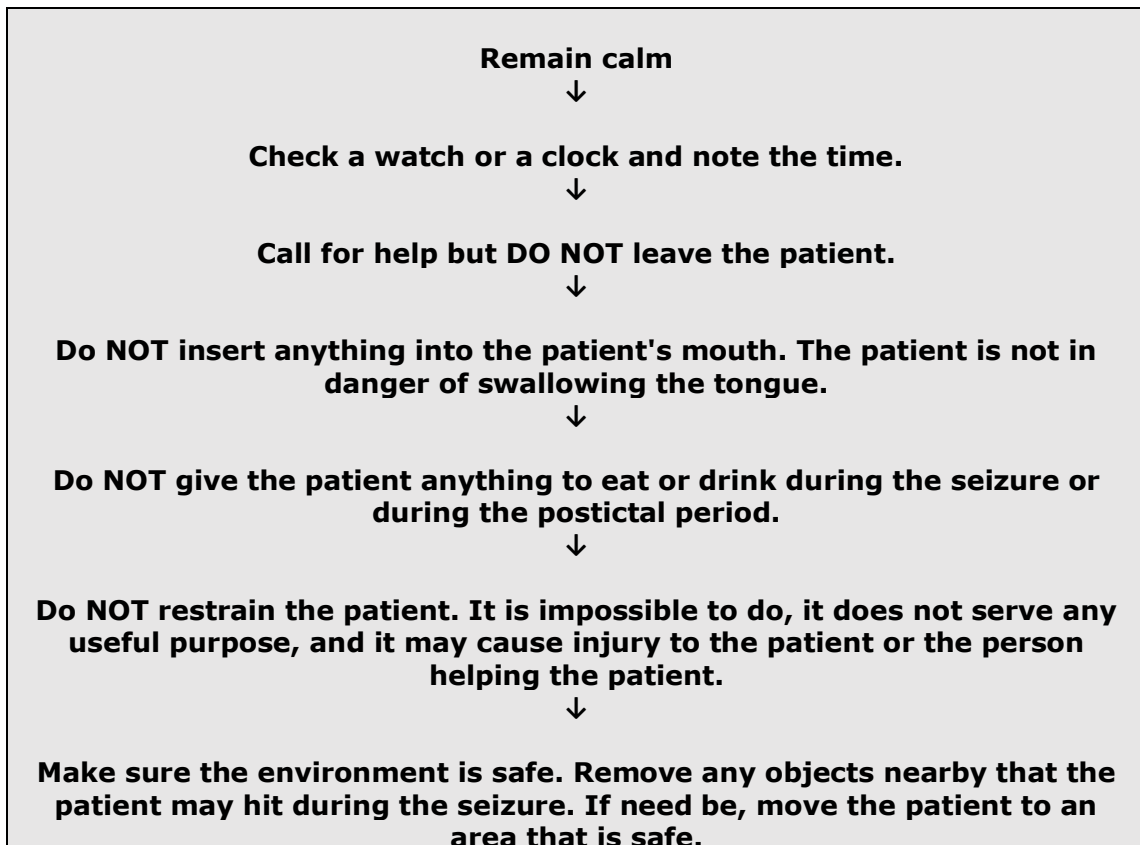 Remain calm
↓
Check a watch or a clock and note the time.
↓
Call for help but DO NOT leave the patient.
↓
Do NOT insert anything into the patient's mouth. The patient is not in
danger of swallowing the tongue.
↓
Do NOT give the patient anything to eat or drink during the seizure or
during the postictal period.
↓
Do NOT restrain the patient. It is impossible to do, it does not serve any
useful purpose, and it may cause injury to the patient or the person
helping the patient.
↓
Make sure the environment is safe. Remove any objects nearby that the
patient may hit during the seizure. If need be, move the patient to an
area that is safe.